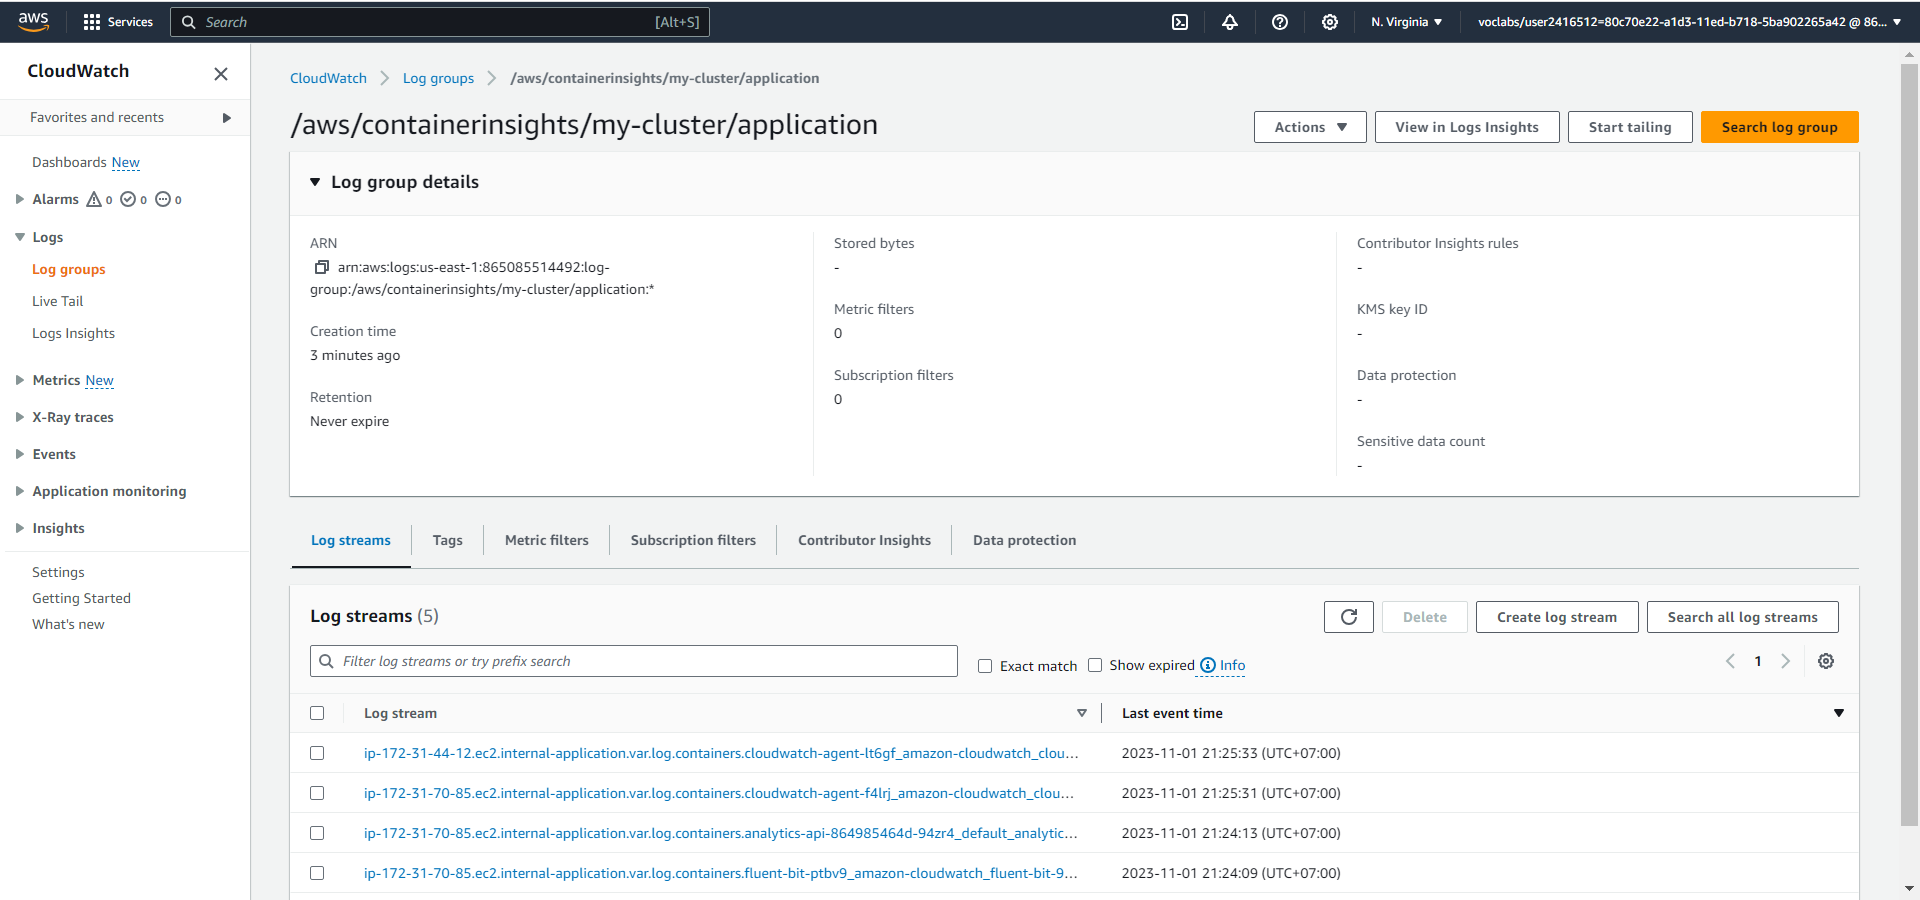 aws Services Search [Alt+S] N. Virginia voclabs/user2416512=80c70e22-a1d3-11ed-b718-5ba902265a42 @ 86...
CloudWatch
Favorites and recents
Dashboards New
Alarms 0 0 0
Logs
Log groups
Live Tail
Logs Insights
Metrics New
X-Ray traces
Events
Application monitoring
Insights
Settings
Getting Started
What's new
CloudWatch Log groups /aws/containerinsights/my-cluster/application
/aws/containerinsights/my-cluster/application
Actions View in Logs Insights Start tailing Search log group
Log group details
ARN
arn:aws:logs:us-east-1:865085514492:log-
group:/aws/containerinsights/my-cluster/application:*
Creation time
3 minutes ago
Retention
Never expire
Stored bytes
-
Metric filters
0
Subscription filters
0
Contributor Insights rules
-
KMS key ID
-
Data protection
-
Sensitive data count
-
Log streams Tags Metric filters Subscription filters Contributor Insights Data protection
Log streams (5)
Delete Create log stream Search all log streams
Filter log streams or try prefix search Exact match Show expired Info 1
Log stream Last event time
ip-172-31-44-12.ec2.internal-application.var.log.containers.cloudwatch-agent-lt6gf_amazon-cloudwatch_clou... 2023-11-01 21:25:33 (UTC+07:00)
ip-172-31-70-85.ec2.internal-application.var.log.containers.cloudwatch-agent-f4lrj_amazon-cloudwatch_clou... 2023-11-01 21:25:31 (UTC+07:00)
ip-172-31-70-85.ec2.internal-application.var.log.containers.analytics-api-864985464d-94zr4_default_analytic... 2023-11-01 21:24:13 (UTC+07:00)
ip-172-31-70-85.ec2.internal-application.var.log.containers.fluent-bit-ptbv9_amazon-cloudwatch_fluent-bit-9... 2023-11-01 21:24:09 (UTC+07:00)